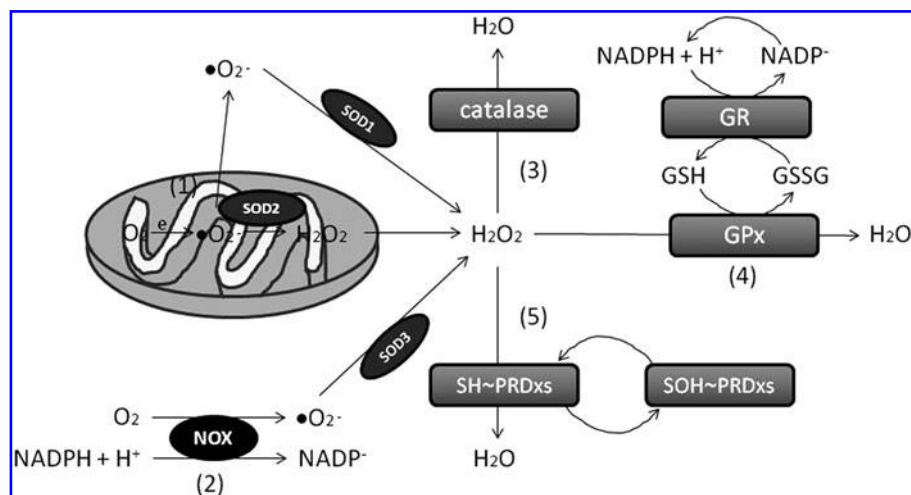 H₂O
NADPH + H⁺ NADP⁻
•O₂⁻
catalase
GR
SOD1
(1)
(3)
GSH GSSG
SOD2
O₂ e •O₂⁻ H₂O₂
H₂O₂
GPx
H₂O
(4)
(5)
SOD3
SH~PRDxs
SOH~PRDxs
O₂ •O₂⁻
NOX
NADPH + H⁺ NADP⁻
H₂O
(2)